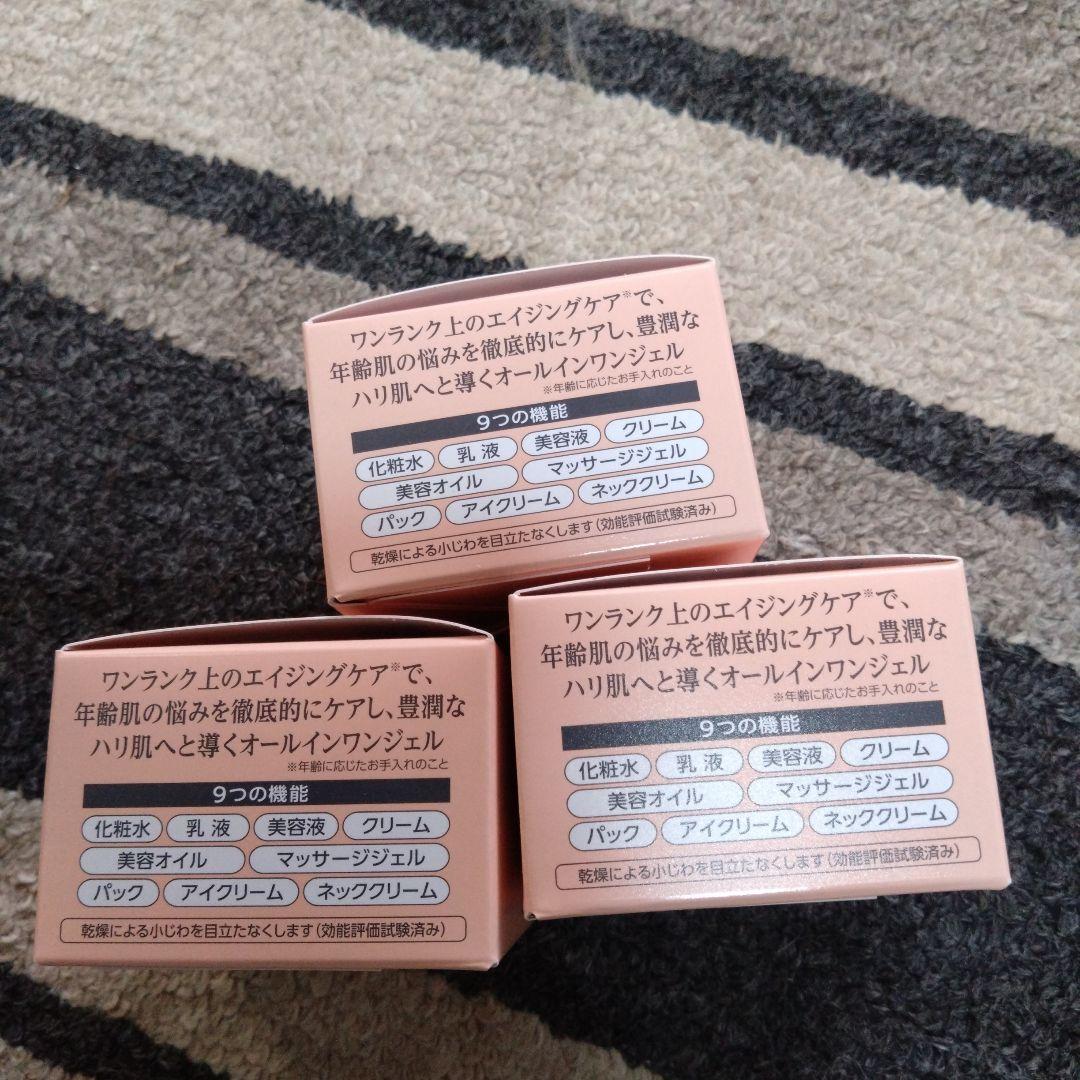 ワンランク上のエイジングケア※で、
年齢肌の悩みを徹底的にケアし、豊潤な
ハリ肌へと導くオールインワンジェル
※年齢に応じたお手入れのこと
9つの機能
化粧水 乳液 美容液 クリーム
美容オイル マッサージジェル
パック アイクリーム ネッククリーム
乾燥による小じわを目立たなくします(効能評価試験済み)
ワンランク上のエイジングケア※で、
年齢肌の悩みを徹底的にケアし、豊潤な
ハリ肌へと導くオールインワンジェル
※年齢に応じたお手入れのこと
9つの機能
化粧水 乳液 美容液 クリーム
美容オイル マッサージジェル
パック アイクリーム ネッククリーム
乾燥による小じわを目立たなくします(効能評価試験済み)
ワンランク上のエイジングケア※で、
年齢肌の悩みを徹底的にケアし、豊潤な
ハリ肌へと導くオールインワンジェル
※年齢に応じたお手入れのこと
9つの機能
化粧水 乳液 美容液 クリーム
美容オイル マッサージジェル
パック アイクリーム ネッククリーム
乾燥による小じわを目立たなくします(効能評価試験済み)